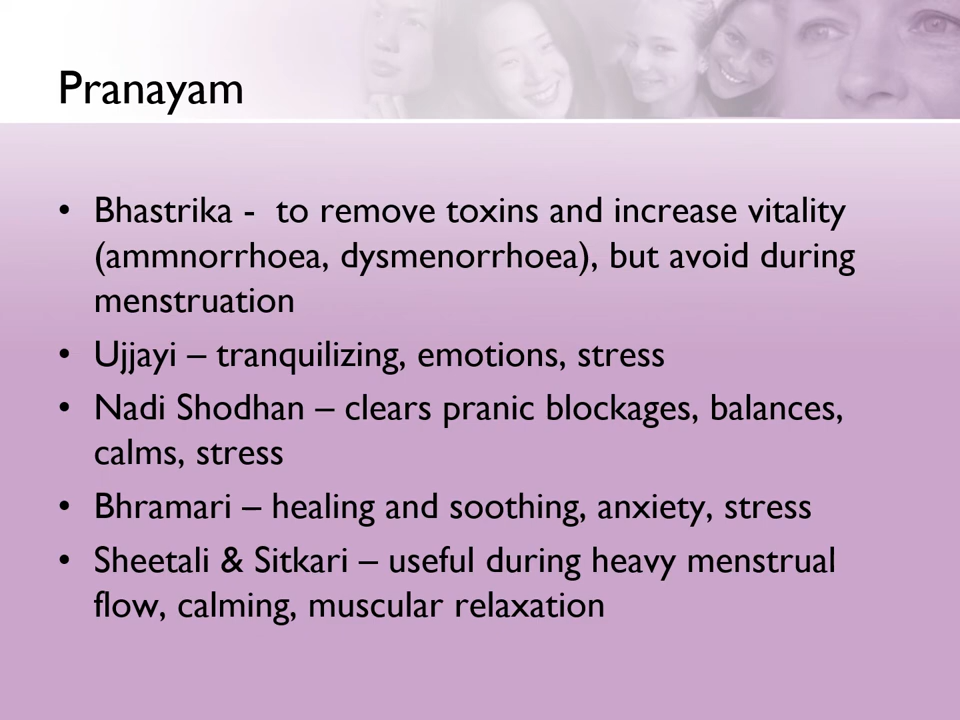 Pranayam
• Bhastrika -  to remove toxins and increase vitality
(ammnorrhoea, dysmenorrhoea), but avoid during
menstruation
• Ujjayi – tranquilizing, emotions, stress
• Nadi Shodhan – clears pranic blockages, balances,
calms, stress
• Bhramari – healing and soothing, anxiety, stress
• Sheetali & Sitkari – useful during heavy menstrual
flow, calming, muscular relaxation